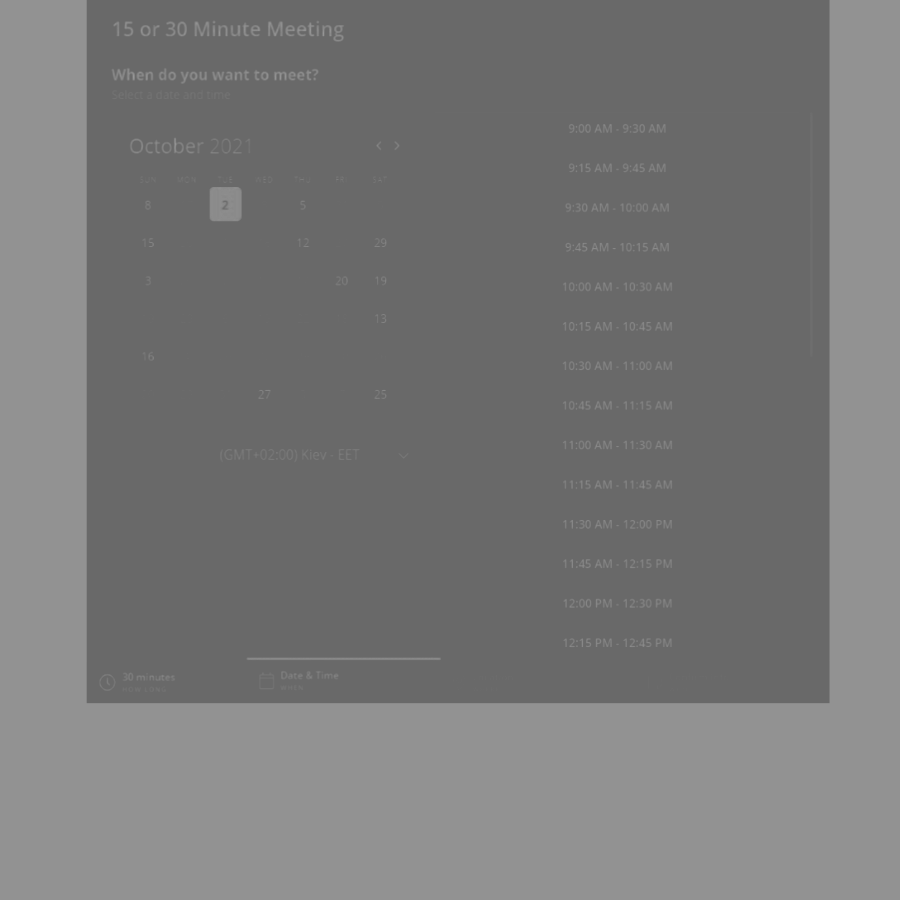 15 or 30 Minute Meeting
When do you want to meet?
Select a date and time
October 2021
SUN MON TUE WED THU FRI SAT
8 2 5
15 12 29
3 20 19
13
16
27 25
(GMT+02:00) Kiev - EET
9:00 AM - 9:30 AM
9:15 AM - 9:45 AM
9:30 AM - 10:00 AM
9:45 AM - 10:15 AM
10:00 AM - 10:30 AM
10:15 AM - 10:45 AM
10:30 AM - 11:00 AM
10:45 AM - 11:15 AM
11:00 AM - 11:30 AM
11:15 AM - 11:45 AM
11:30 AM - 12:00 PM
11:45 AM - 12:15 PM
12:00 PM - 12:30 PM
12:15 PM - 12:45 PM
30 minutes
HOW LONG
Date & Time
WHEN